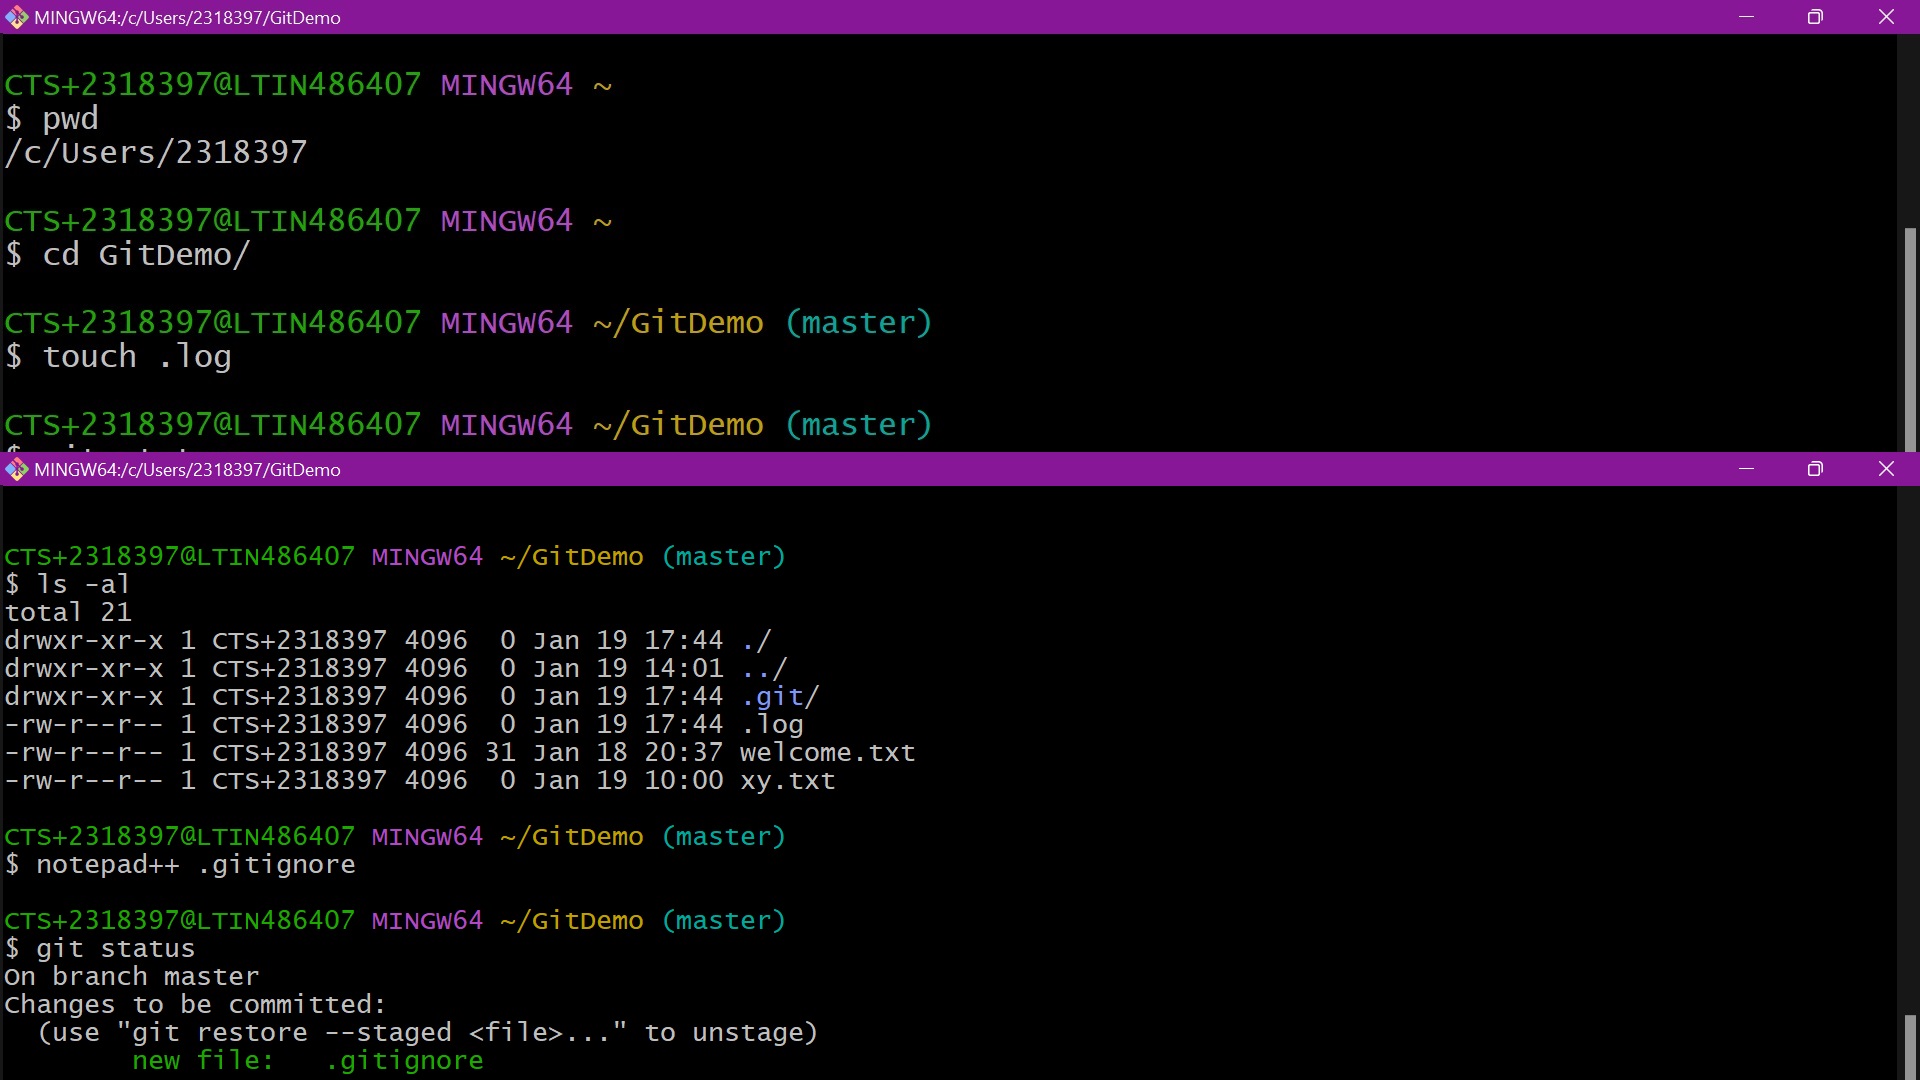 MINGW64:/c/Users/2318397/GitDemo
CTS+2318397@LTIN486407 MINGW64 ~
$ pwd
/c/Users/2318397
CTS+2318397@LTIN486407 MINGW64 ~
$ cd GitDemo/
CTS+2318397@LTIN486407 MINGW64 ~/GitDemo (master)
$ touch .log
CTS+2318397@LTIN486407 MINGW64 ~/GitDemo (master)
MINGW64:/c/Users/2318397/GitDemo
CTS+2318397@LTIN486407 MINGW64 ~/GitDemo (master)
$ ls -al
total 21
drwxr-xr-x 1 CTS+2318397 4096  0 Jan 19 17:44 ./
drwxr-xr-x 1 CTS+2318397 4096  0 Jan 19 14:01 ../
drwxr-xr-x 1 CTS+2318397 4096  0 Jan 19 17:44 .git/
-rw-r--r-- 1 CTS+2318397 4096  0 Jan 19 17:44 .log
-rw-r--r-- 1 CTS+2318397 4096 31 Jan 18 20:37 welcome.txt
-rw-r--r-- 1 CTS+2318397 4096  0 Jan 19 10:00 xy.txt
CTS+2318397@LTIN486407 MINGW64 ~/GitDemo (master)
$ notepad++ .gitignore
CTS+2318397@LTIN486407 MINGW64 ~/GitDemo (master)
$ git status
On branch master
Changes to be committed:
  (use "git restore --staged <file>..." to unstage)
        new file:   .gitignore